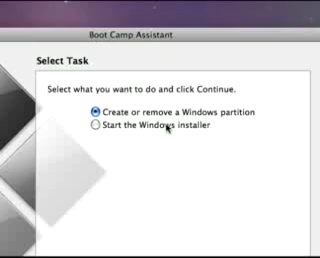 Boot Camp Assistant
Select Task
Select what you want to do and click Continue.
Create or remove a Windows partition
Start the Windows installer